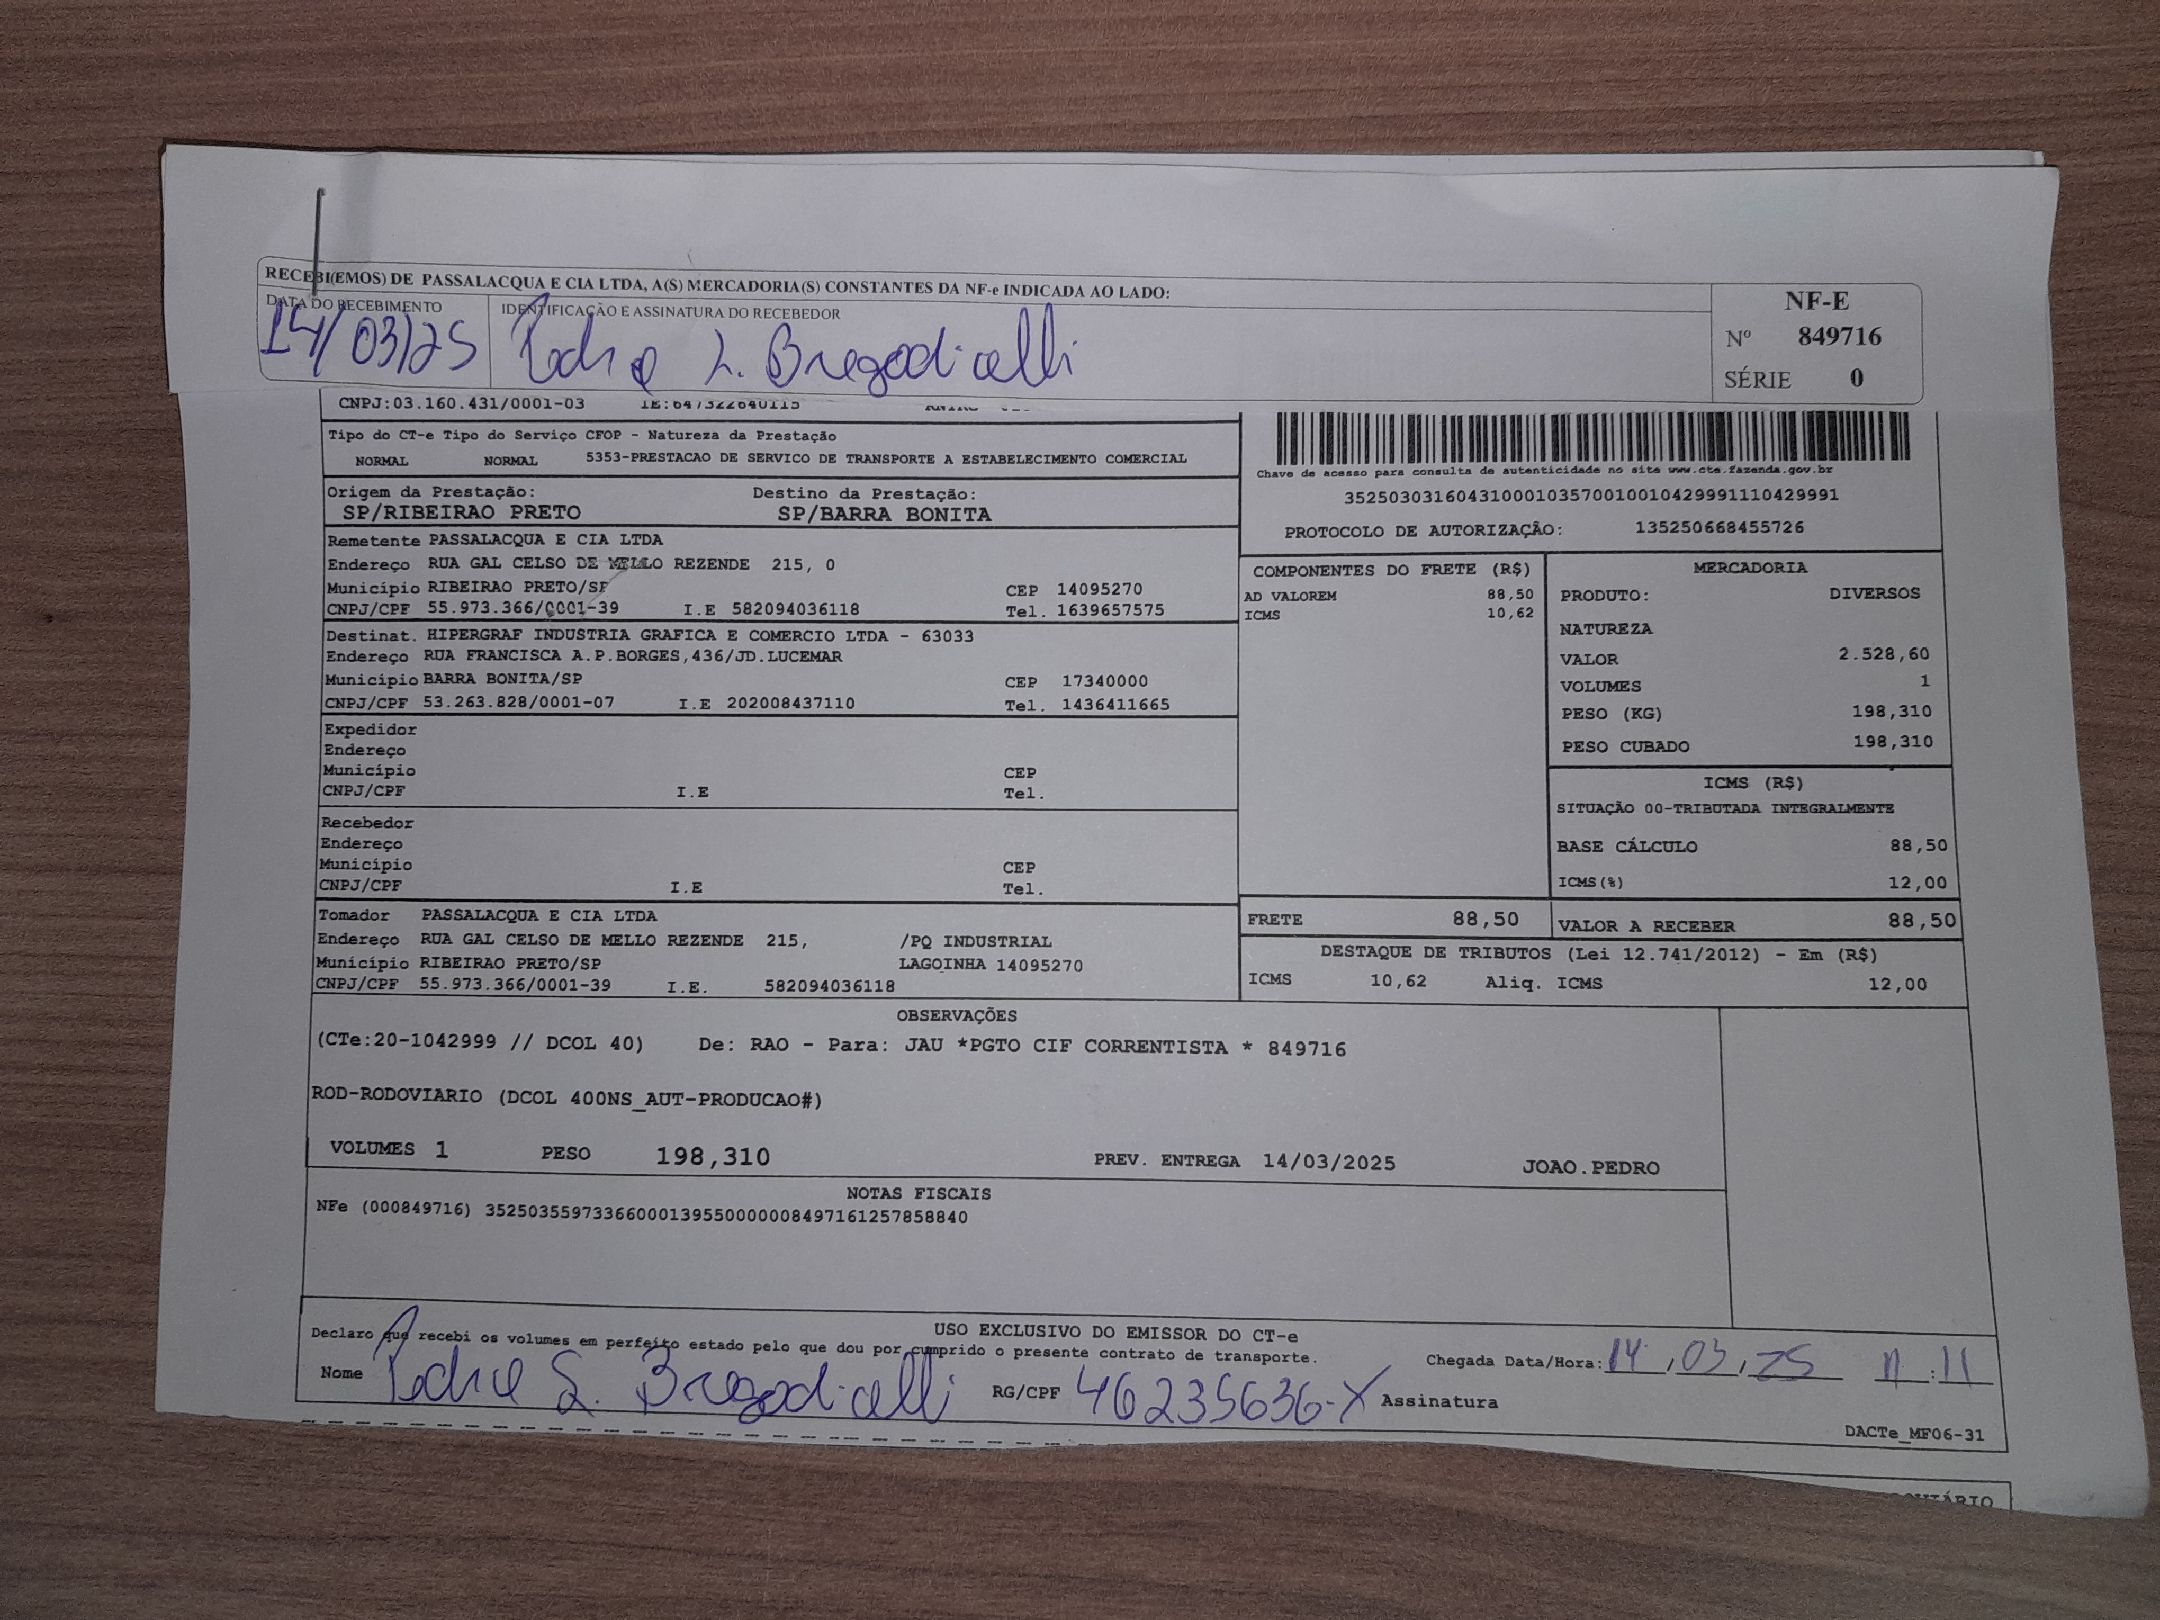 RECEBI(EMOS) DE PASSALACQUA E CIA LTDA, A(S) MERCADORIA(S) CONSTANTES DA NF-e INDICADA AO LADO:
DATA DO RECEBIMENTO IDENTIFICAÇÃO E ASSINATURA DO RECEBEDOR
14/03/25 Pedro L. Bregadicelli
NF-E
Nº 849716
SÉRIE 0
CNPJ:03.160.431/0001-03 IE:647322640115
Tipo do CT-e Tipo do Serviço CFOP - Natureza da Prestação
NORMAL NORMAL 5353-PRESTACAO DE SERVICO DE TRANSPORTE A ESTABELECIMENTO COMERCIAL
Origem da Prestação: Destino da Prestação:
SP/RIBEIRAO PRETO SP/BARRA BONITA
Remetente PASSALACQUA E CIA LTDA
Endereço RUA GAL CELSO DE MELLO REZENDE 215, 0
Município RIBEIRAO PRETO/SP CEP 14095270
CNPJ/CPF 55.973.366/0001-39 I.E 582094036118 Tel. 1639657575
Destinat. HIPERGRAF INDUSTRIA GRAFICA E COMERCIO LTDA - 63033
Endereço RUA FRANCISCA A.P.BORGES,436/JD.LUCEMAR
Município BARRA BONITA/SP CEP 17340000
CNPJ/CPF 53.263.828/0001-07 I.E 202008437110 Tel. 1436411665
Expedidor
Endereço
Município CEP
CNPJ/CPF I.E Tel.
Recebedor
Endereço
Município CEP
CNPJ/CPF I.E Tel.
Tomador PASSALACQUA E CIA LTDA
Endereço RUA GAL CELSO DE MELLO REZENDE 215, /PQ INDUSTRIAL
Município RIBEIRAO PRETO/SP LAGOINHA 14095270
CNPJ/CPF 55.973.366/0001-39 I.E. 582094036118
Chave de acesso para consulta de autenticidade no site www.cte.fazenda.gov.br
35250303160431000103570010010429991110429991
PROTOCOLO DE AUTORIZAÇÃO: 135250668455726
COMPONENTES DO FRETE (R$)
AD VALOREM 88,50
ICMS 10,62
MERCADORIA
PRODUTO: DIVERSOS
NATUREZA
VALOR 2.528,60
VOLUMES 1
PESO (KG) 198,310
PESO CUBADO 198,310
ICMS (R$)
SITUAÇÃO 00-TRIBUTADA INTEGRALMENTE
BASE CÁLCULO 88,50
ICMS(%) 12,00
FRETE 88,50 VALOR A RECEBER 88,50
DESTAQUE DE TRIBUTOS (Lei 12.741/2012) - Em (R$)
ICMS 10,62 Aliq. ICMS 12,00
OBSERVAÇÕES
(CTe:20-1042999 // DCOL 40) De: RAO - Para: JAU *PGTO CIF CORRENTISTA * 849716
ROD-RODOVIARIO (DCOL 400NS_AUT-PRODUCAO#)
VOLUMES 1 PESO 198,310 PREV. ENTREGA 14/03/2025 JOAO.PEDRO
NOTAS FISCAIS
NFe (000849716) 35250355973366000139550000008497161257858840
USO EXCLUSIVO DO EMISSOR DO CT-e
Declaro que recebi os volumes em perfeito estado pelo que dou por cumprido o presente contrato de transporte.
Chegada Data/Hora: 14,03,25 11:11
Nome Pedro L. Bregadicelli RG/CPF 46235636-X Assinatura
DACTe_MF06-31